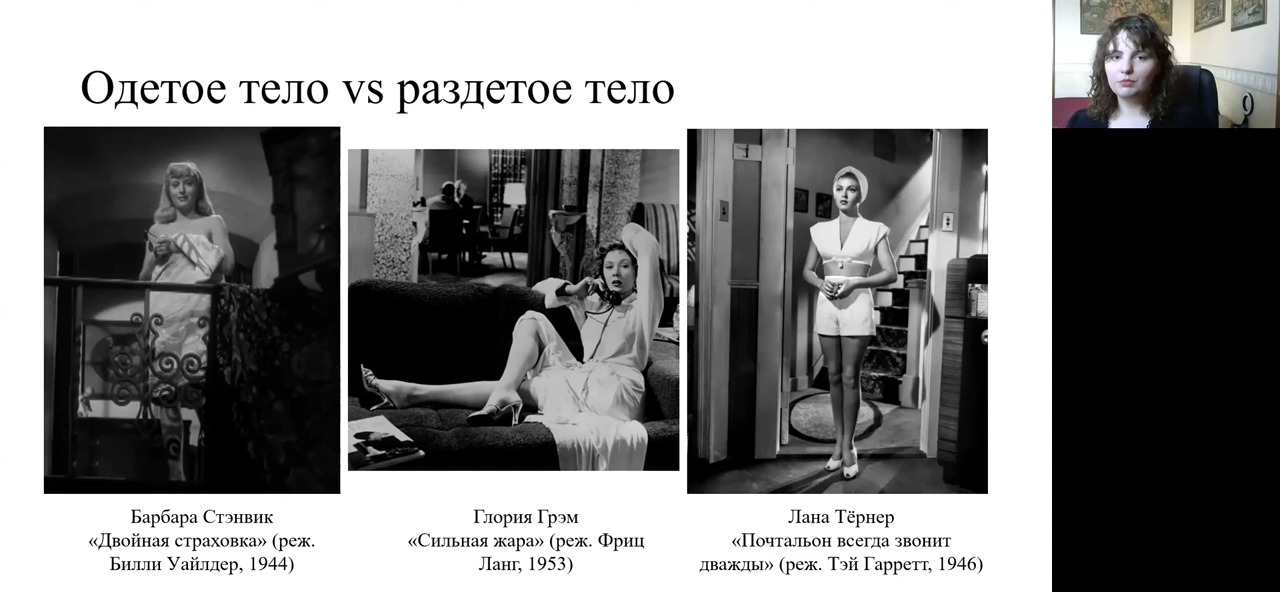 Одетое тело vs раздетое тело
Барбара Стэнвик
«Двойная страховка» (реж.
Билли Уайлдер, 1944)
Глория Грэм
«Сильная жара» (реж. Фриц
Ланг, 1953)
Лана Тёрнер
«Почтальон всегда звонит
дважды» (реж. Тэй Гарретт, 1946)